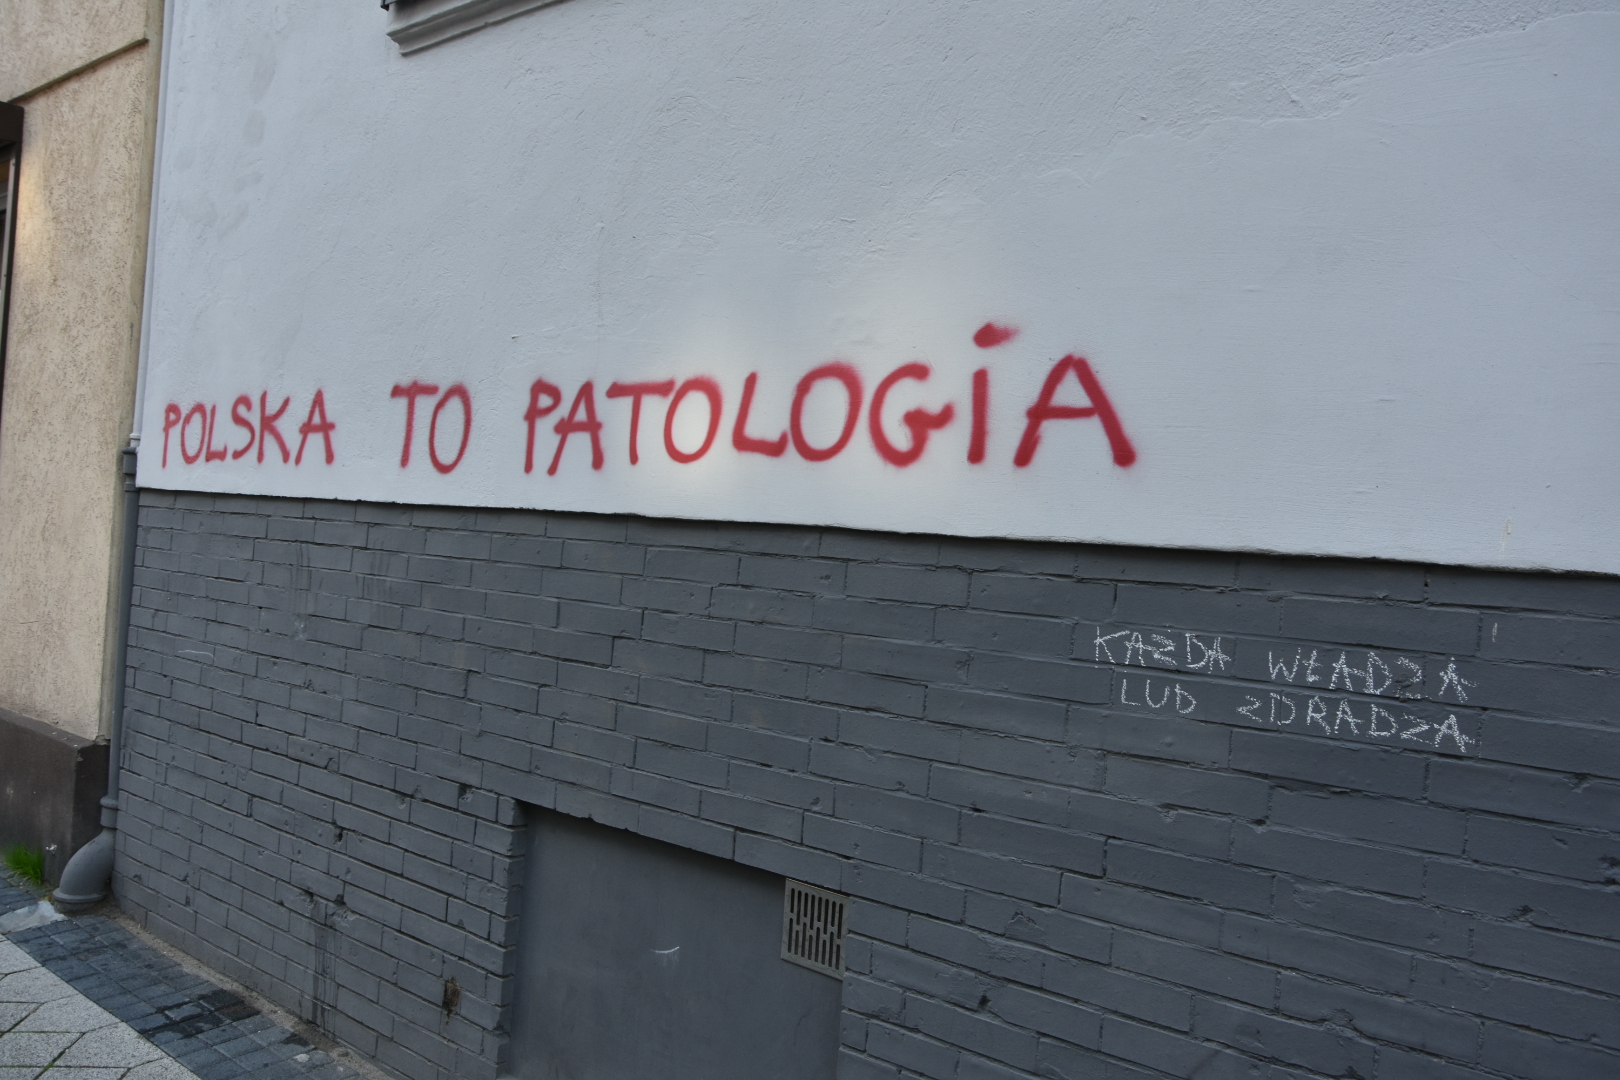 POLSKA TO PATOLOGIA
KAŻDA WŁADZA
LUD ZDRADZA